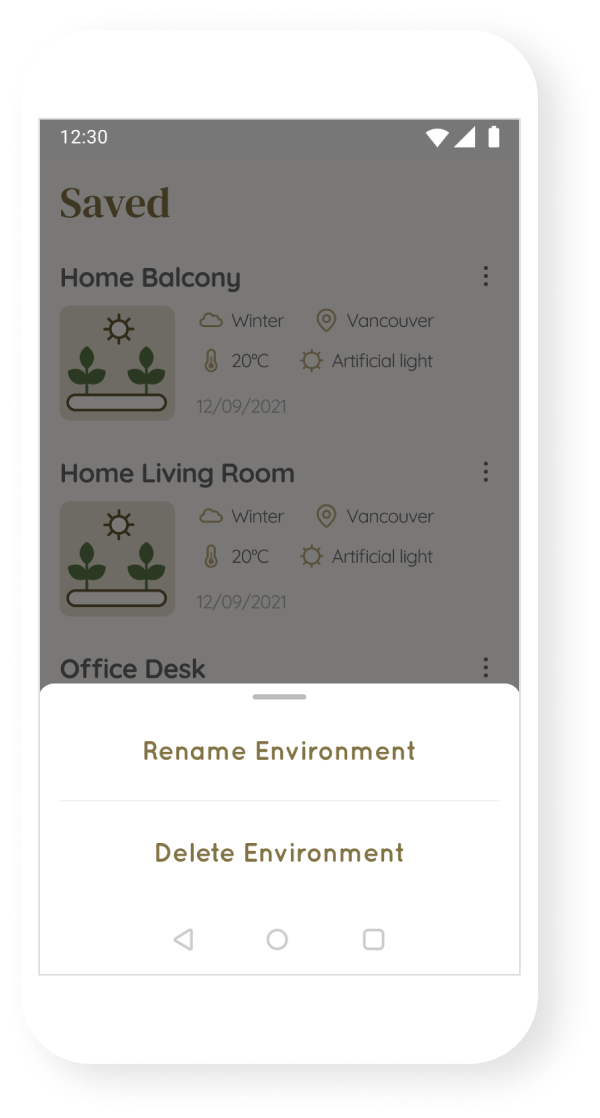 12:30
Saved
Home Balcony
Winter Vancouver
20°C Artificial light
12/09/2021
Home Living Room
Winter Vancouver
20°C Artificial light
12/09/2021
Office Desk
Rename Environment
Delete Environment